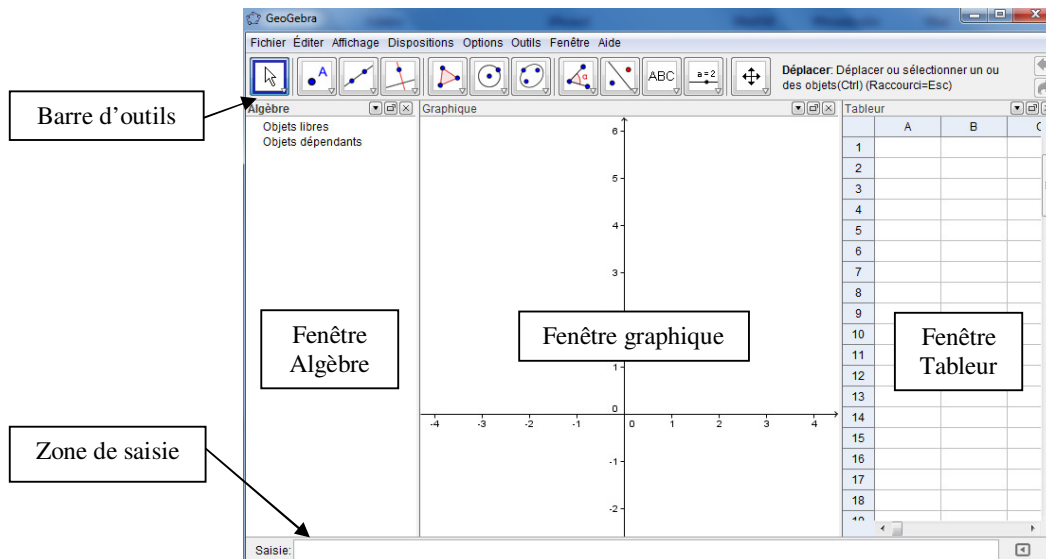 GeoGebra
Fichier Éditer Affichage Dispositions Options Outils Fenêtre Aide
A
α
ABC
a=2
Déplacer: Déplacer ou sélectionner un ou
des objets(Ctrl) (Raccourci=Esc)
Barre d'outils
Algèbre
Graphique
Tableur
Objets libres
Objets dépendants
A B C
1
2
3
4
5
6
7
8
9
10
11
12
13
14
15
16
17
18
19
6
5
4
3
1
0
-1
-2
-4 -3 -2 -1 0 1 2 3 4
Fenêtre
Algèbre
Fenêtre graphique
Fenêtre
Tableur
Zone de saisie
Saisie: